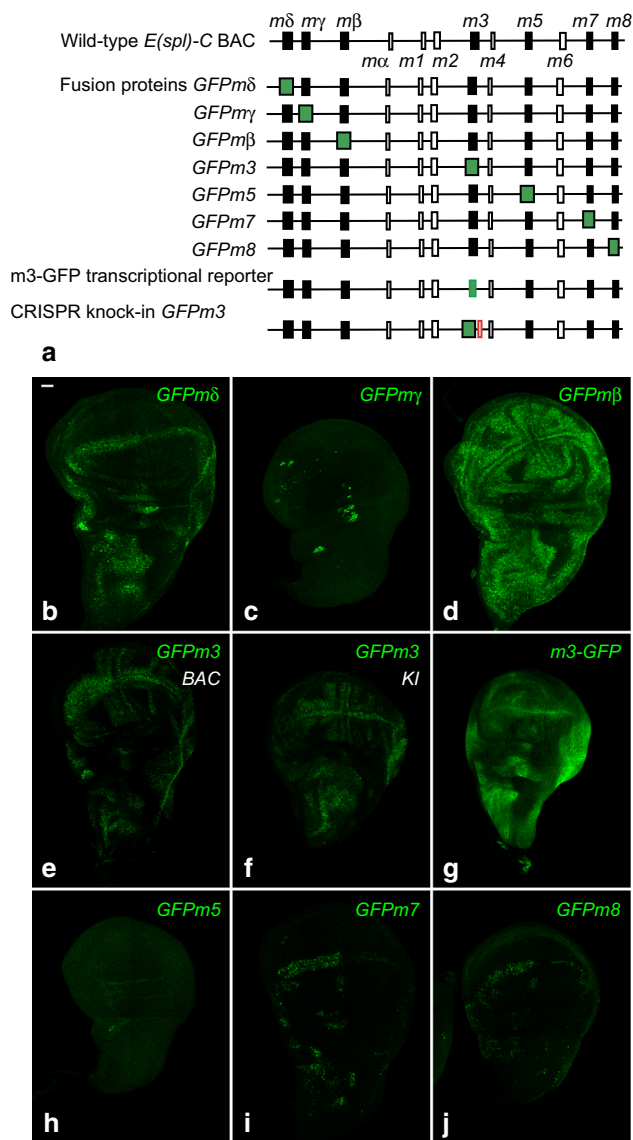 mδ mγ mβ m3 m5 m7 m8
Wild-type E(spl)-C BAC
mα m1 m2 m4 m6
Fusion proteins GFPmδ
GFPmγ
GFPmβ
GFPm3
GFPm5
GFPm7
GFPm8
m3-GFP transcriptional reporter
CRISPR knock-in GFPm3
a
GFPmδ
b
GFPmγ
c
GFPmβ
d
GFPm3
BAC
e
GFPm3
KI
f
m3-GFP
g
GFPm5
h
GFPm7
i
GFPm8
j